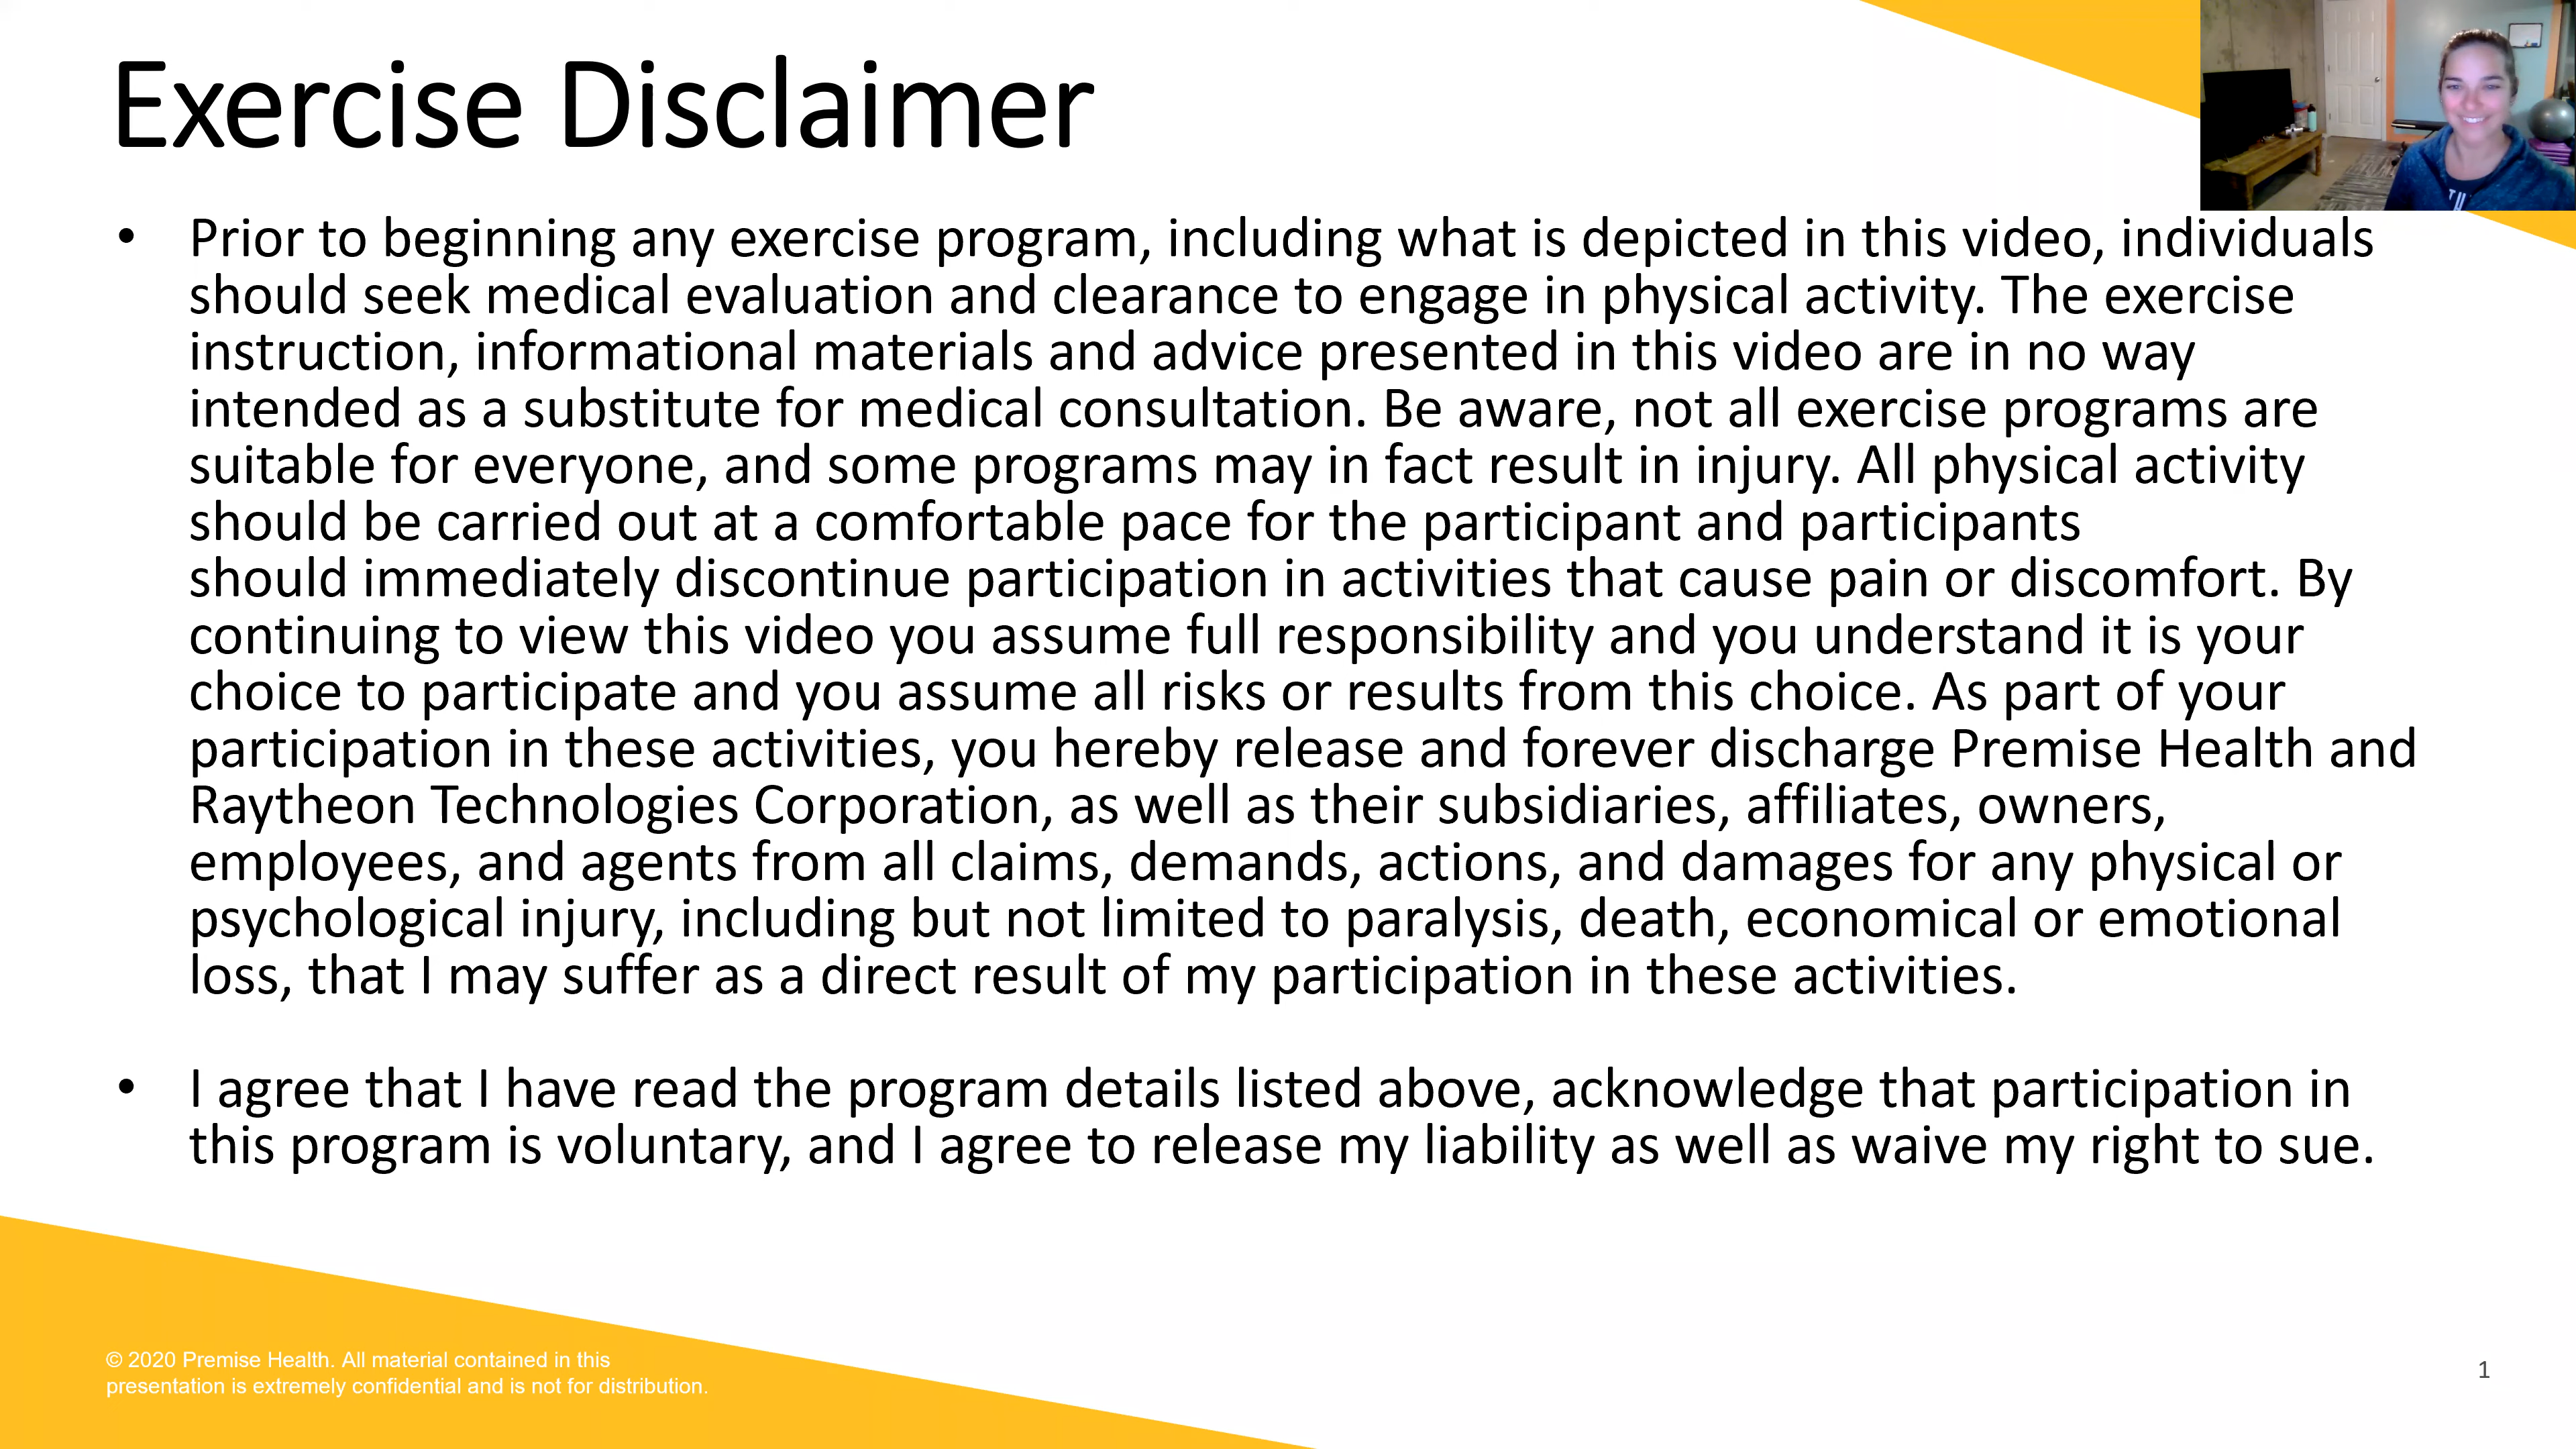 Exercise Disclaimer
• Prior to beginning any exercise program, including what is depicted in this video, individuals
should seek medical evaluation and clearance to engage in physical activity. The exercise
instruction, informational materials and advice presented in this video are in no way
intended as a substitute for medical consultation. Be aware, not all exercise programs are
suitable for everyone, and some programs may in fact result in injury. All physical activity
should be carried out at a comfortable pace for the participant and participants
should immediately discontinue participation in activities that cause pain or discomfort. By
continuing to view this video you assume full responsibility and you understand it is your
choice to participate and you assume all risks or results from this choice. As part of your
participation in these activities, you hereby release and forever discharge Premise Health and
Raytheon Technologies Corporation, as well as their subsidiaries, affiliates, owners,
employees, and agents from all claims, demands, actions, and damages for any physical or
psychological injury, including but not limited to paralysis, death, economical or emotional
loss, that I may suffer as a direct result of my participation in these activities.
• I agree that I have read the program details listed above, acknowledge that participation in
this program is voluntary, and I agree to release my liability as well as waive my right to sue.
© 2020 Premise Health. All material contained in this
presentation is extremely confidential and is not for distribution.
1